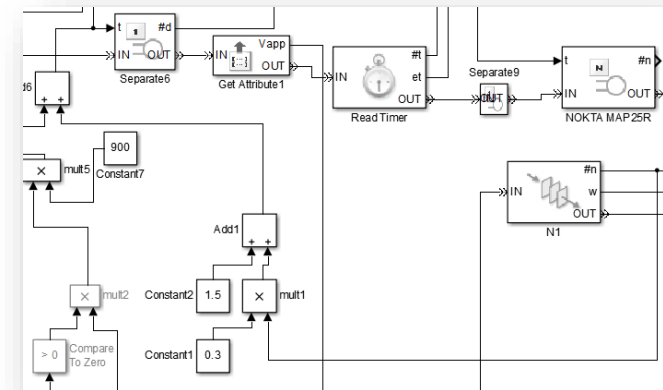 t
#d
IN
OUT
Separate6
Vapp
IN
OUT
Get Attribute1
#t
et
IN
OUT
Read Timer
Separate9
OUT
t
N
#n
IN
OUT
NOKTA MAP25R
d6
+ +
900
Constant7
×
mult5
#n
IN
w
OUT
N1
Add1
+ +
×
mult2
Constant2
1.5
×
mult1
> 0
Compare
To Zero
Constant1
0.3